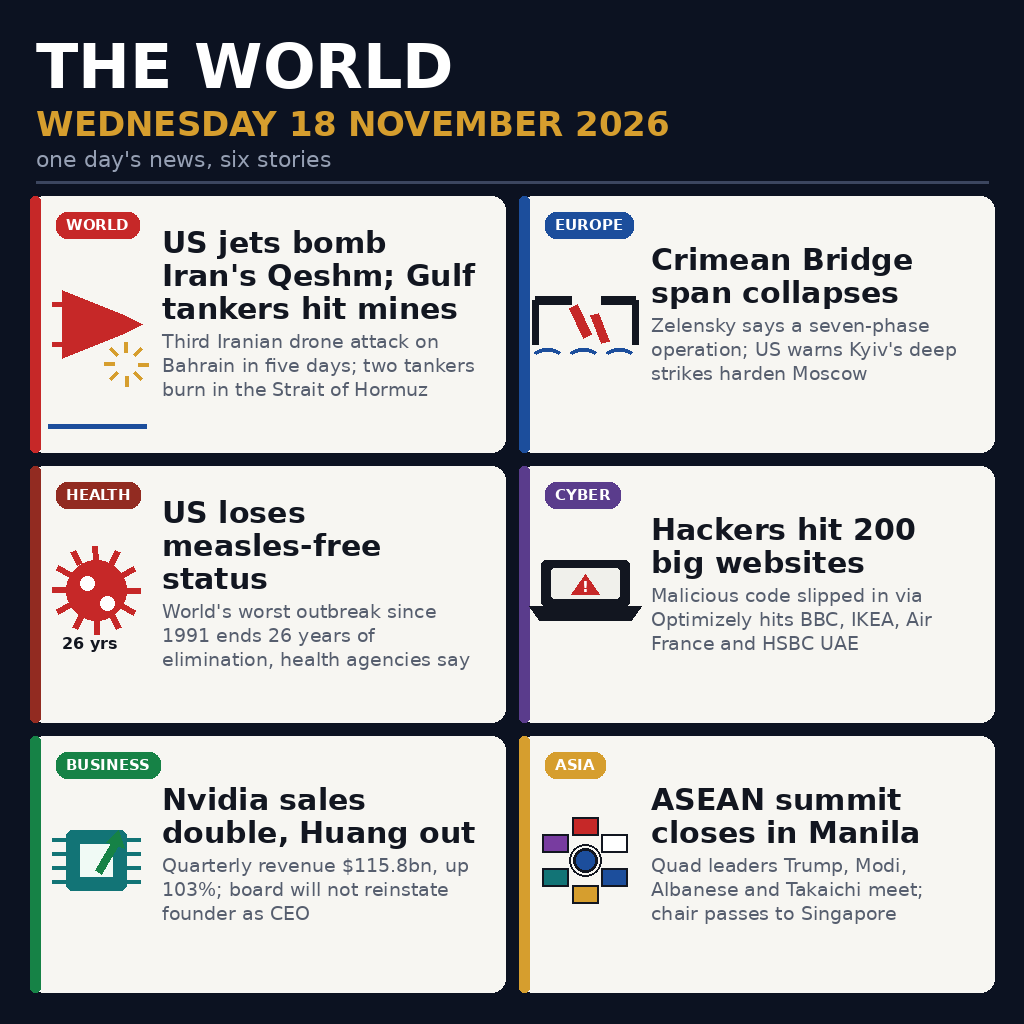 THE WORLD
WEDNESDAY 18 NOVEMBER 2026
one day's news, six stories
WORLD
US jets bomb
Iran's Qeshm; Gulf
tankers hit mines
Third Iranian drone attack on
Bahrain in five days; two tankers
burn in the Strait of Hormuz
EUROPE
Crimean Bridge
span collapses
Zelensky says a seven-phase
operation; US warns Kyiv's deep
strikes harden Moscow
HEALTH
26 yrs
US loses
measles-free
status
World's worst outbreak since
1991 ends 26 years of
elimination, health agencies say
CYBER
!
Hackers hit 200
big websites
Malicious code slipped in via
Optimizely hits BBC, IKEA, Air
France and HSBC UAE
BUSINESS
Nvidia sales
double, Huang out
Quarterly revenue $115.8bn, up
103%; board will not reinstate
founder as CEO
ASIA
ASEAN summit
closes in Manila
Quad leaders Trump, Modi,
Albanese and Takaichi meet;
chair passes to Singapore